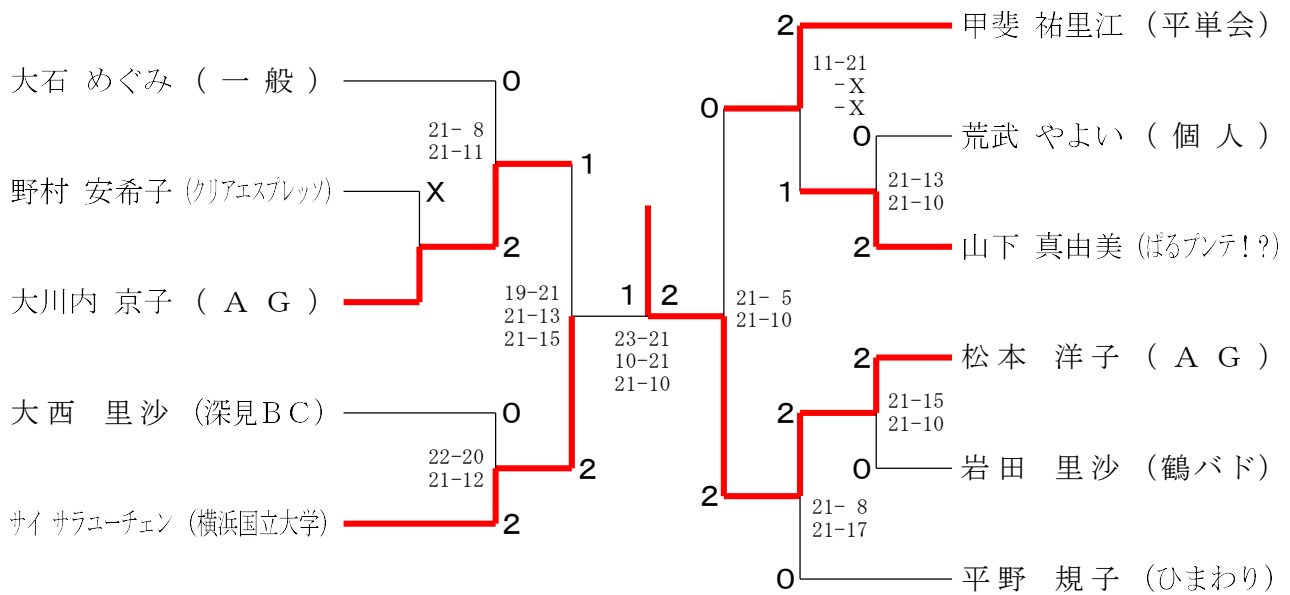 大石 めぐみ （ 一 般 ）
0
21- 8
21-11
野村 安希子 (クリアエスプレッソ)
X
1
2
大川内 京子 （ Ａ Ｇ ）
19-21
21-13
21-15
大 西 里 沙 （深見ＢＣ）
0
22-20
21-12
2
サイ サラユーチェン (横浜国立大学)
2
1 2
23-21
10-21
21-10
2
甲斐 祐里江 （平単会）
11-21
-X
-X
0
0
荒武 やよい （ 個 人 ）
1
21-13
21-10
2
山下 真由美 (ぱるプンテ！？)
21- 5
21-10
2
松 本 洋 子 （ Ａ Ｇ ）
2
21-15
21-10
0
岩 田 里 沙 （鶴バド）
2
21- 8
21-17
0
平 野 規 子 （ひまわり）